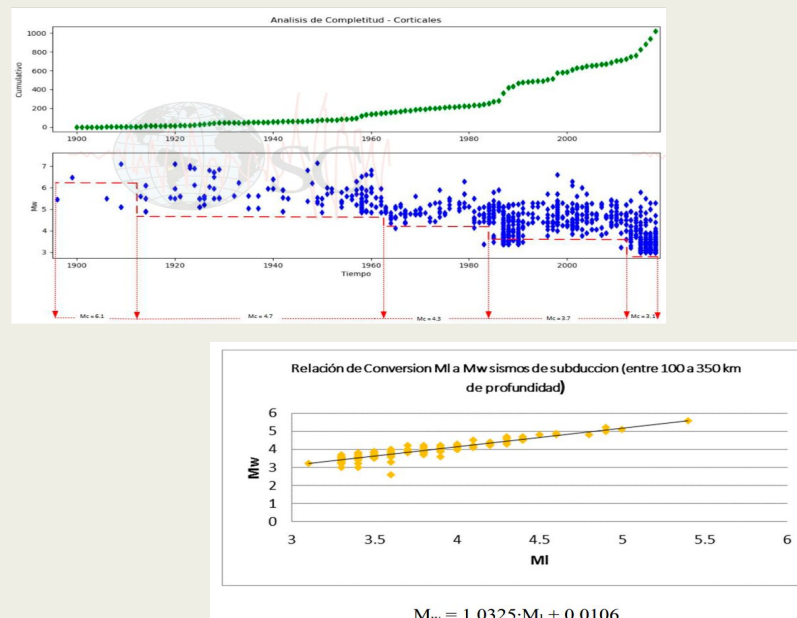 Analisis de Completitud - Corticales
1000
800
600
400
200
0
Cumulativo
1900 1920 1940 1960 1980 2000
SC
7
6
5
4
3
Mw
1900 1920 1940 1960 1980 2000
Tiempo
Mc = 6.1 Mc = 4.7 Mc = 4.3 Mc = 3.7 Mc = 3.1
Relación de Conversion Ml a Mw sismos de subduccion (entre 100 a 350 km
de profundidad)
6
5
4
3
2
1
0
Mw
3 3.5 4 4.5 5 5.5 6
Ml
Mw = 1.0325·Ml + 0.0106